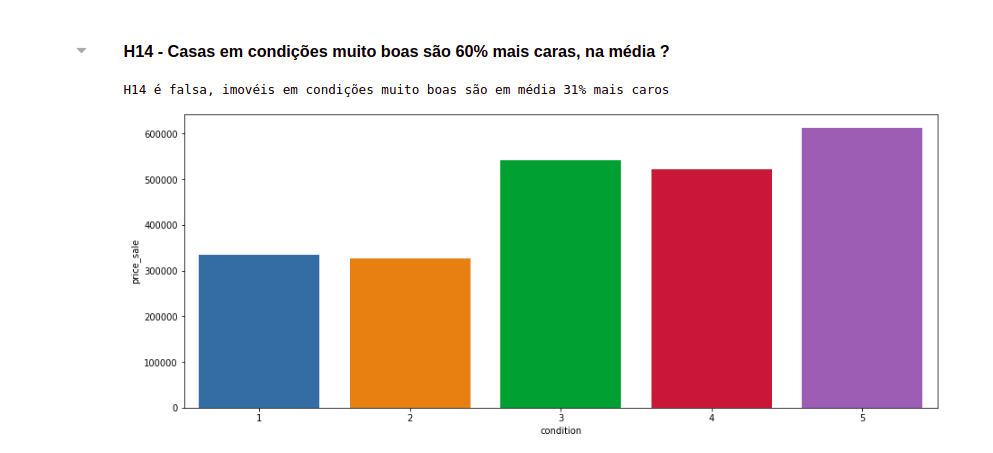 H14 - Casas em condições muito boas são 60% mais caras, na média ?
H14 é falsa, imovéis em condições muito boas são em média 31% mais caros
600000
500000
400000
300000
200000
100000
0
price_sale
1 2 3 4 5
condition